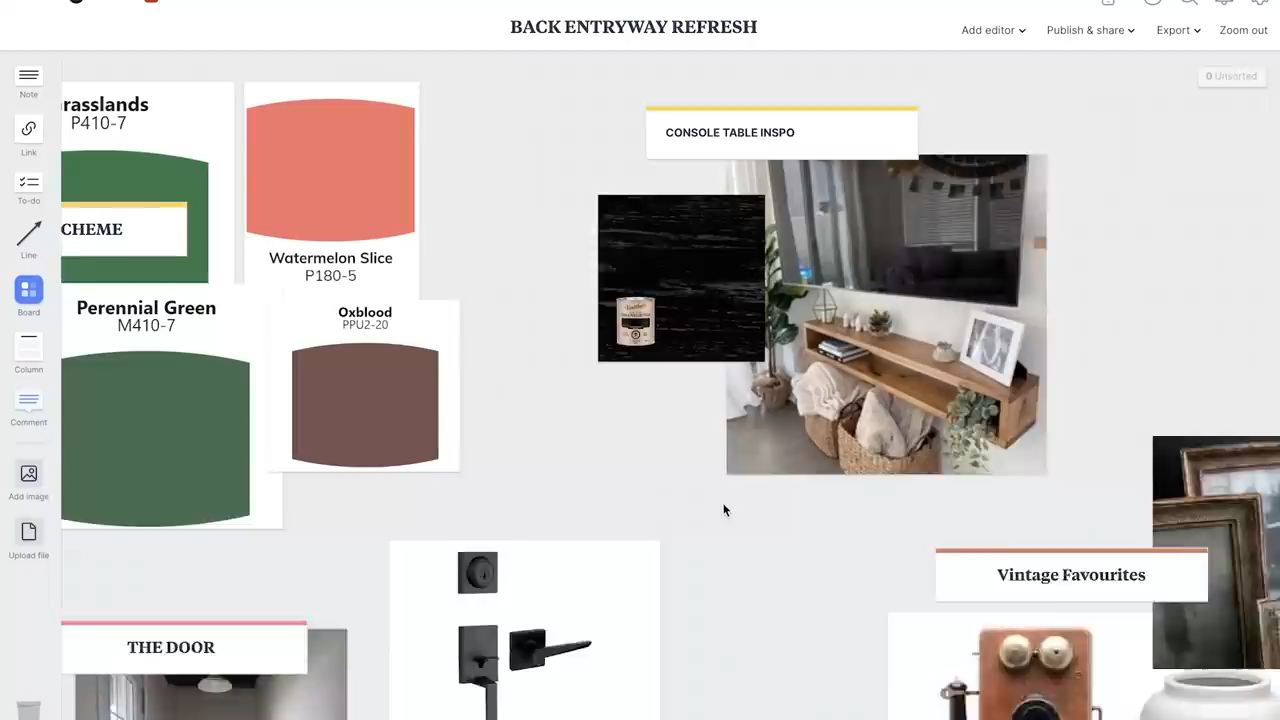 BACK ENTRYWAY REFRESH
Add editor
Publish & share
Export
Zoom out
0 Unsorted
Note
Link
To-do
Line
Board
Column
Comment
Add image
Upload file
rasslands
P410-7
CHEME
Watermelon Slice
P180-5
Perennial Green
M410-7
Oxblood
PPU2-20
CONSOLE TABLE INSPO
Vintage Favourites
THE DOOR